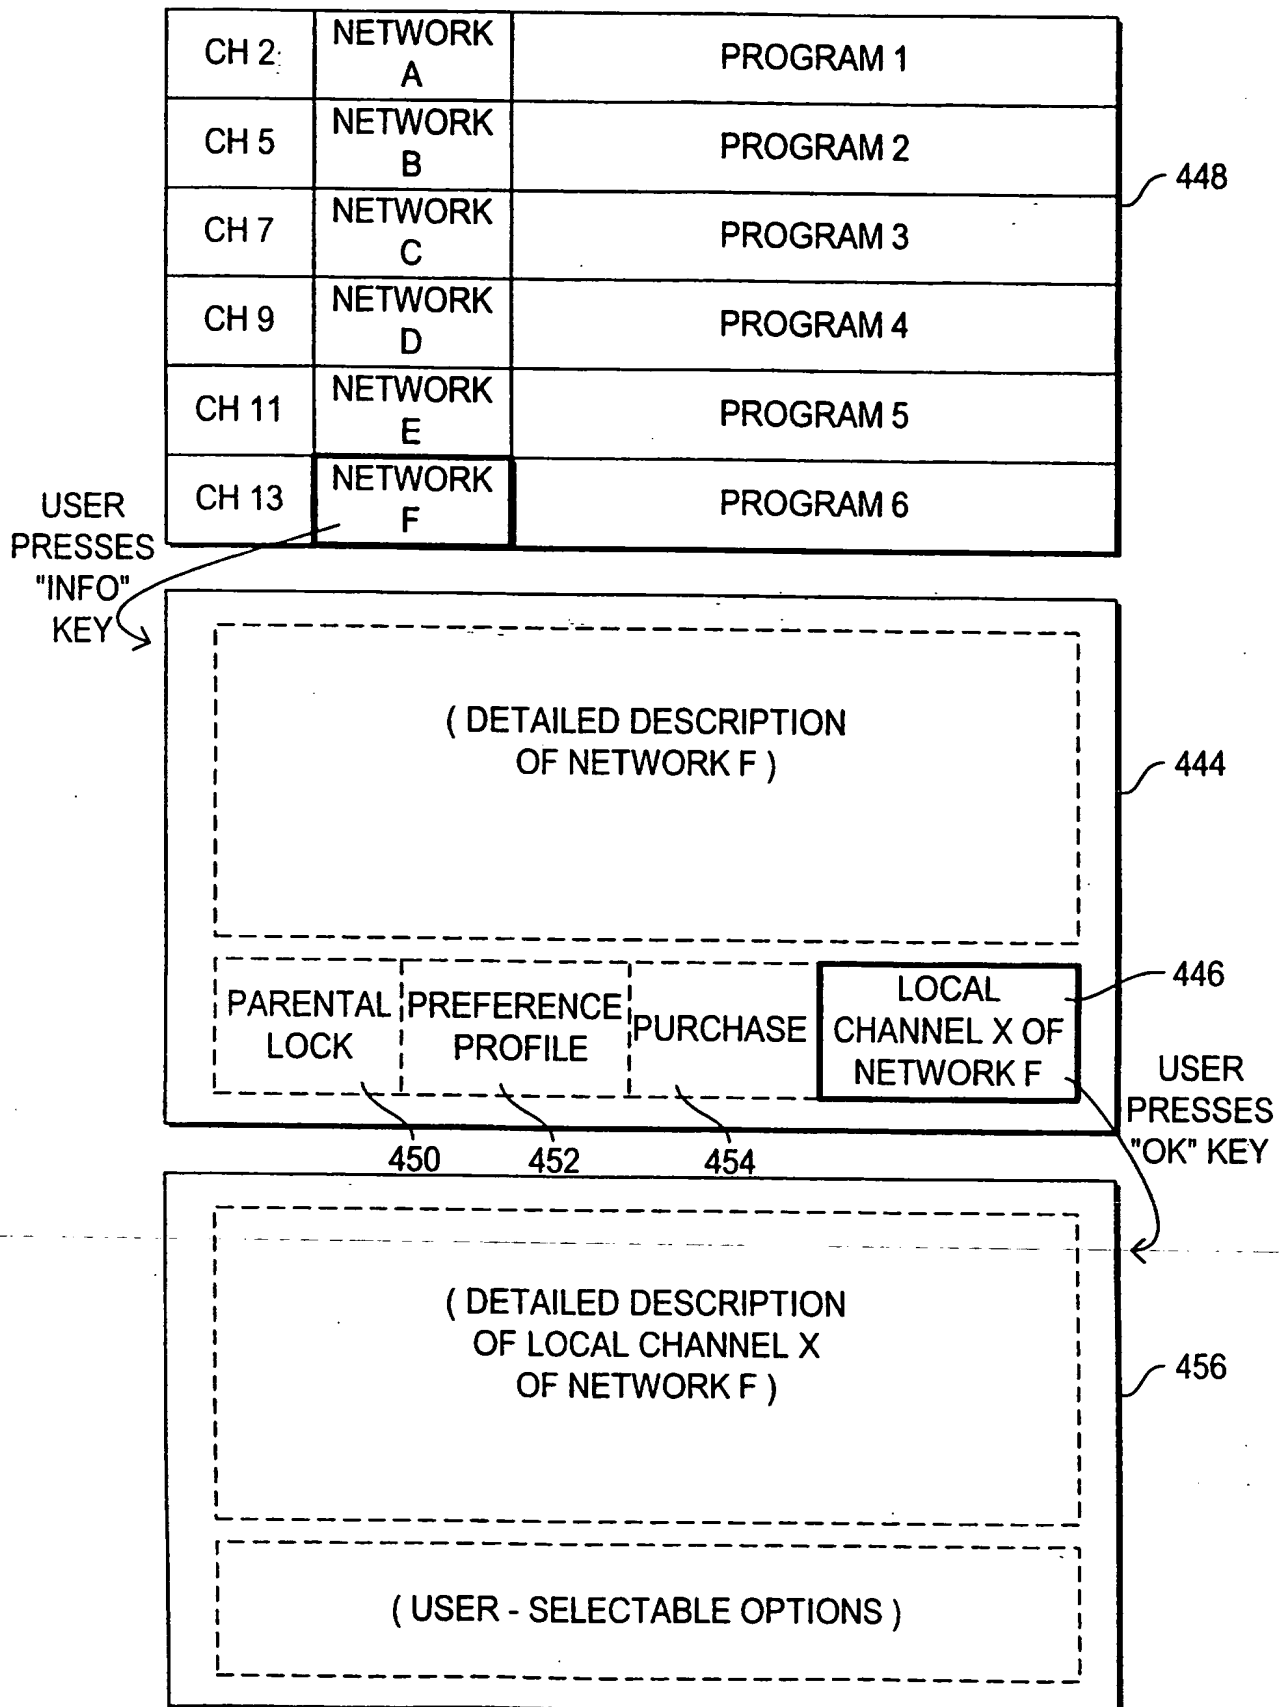 CH 2
NETWORK
A
PROGRAM 1
CH 5
NETWORK
B
PROGRAM 2
448
CH 7
NETWORK
C
PROGRAM 3
CH 9
NETWORK
D
PROGRAM 4
CH 11
NETWORK
E
PROGRAM 5
CH 13
NETWORK
F
PROGRAM 6
USER
PRESSES
"INFO"
KEY
( DETAILED DESCRIPTION
OF NETWORK F )
444
PARENTAL
LOCK
PREFERENCE
PROFILE
PURCHASE
LOCAL
CHANNEL X OF
NETWORK F
446
USER
PRESSES
"OK" KEY
450
452
454
( DETAILED DESCRIPTION
OF LOCAL CHANNEL X
OF NETWORK F )
456
( USER - SELECTABLE OPTIONS )